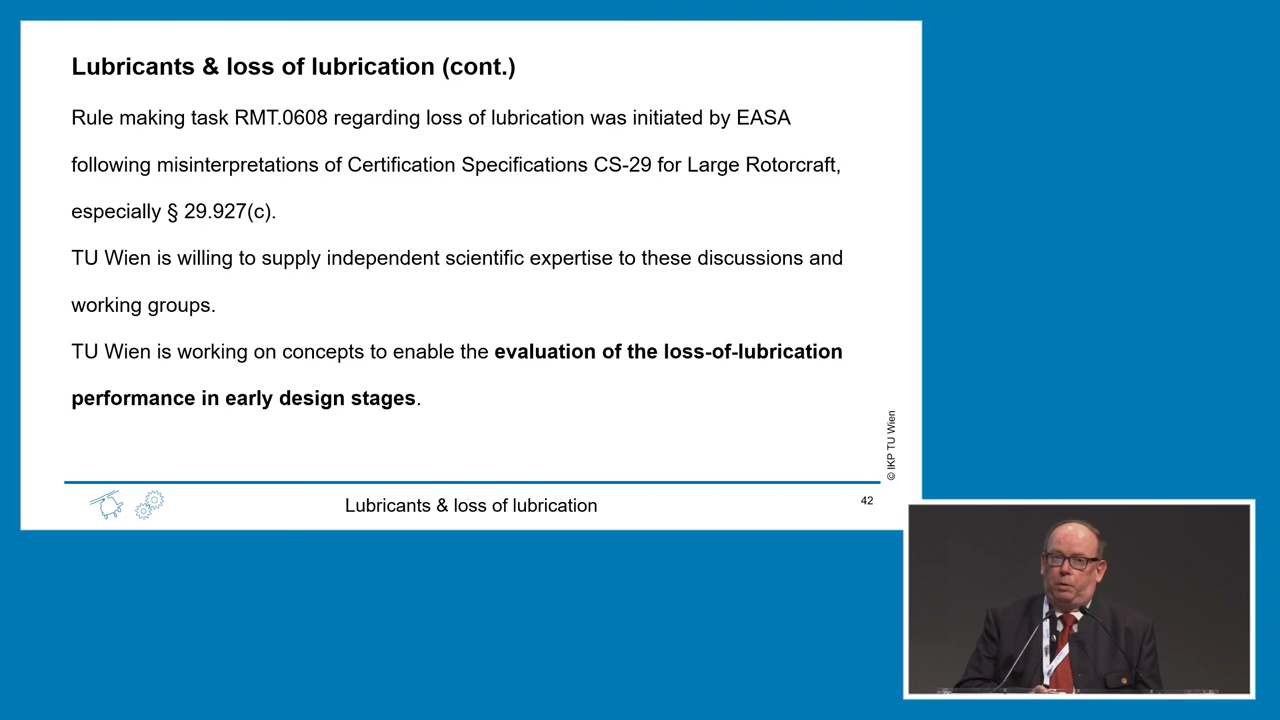 Lubricants & loss of lubrication (cont.)
Rule making task RMT.0608 regarding loss of lubrication was initiated by EASA
following misinterpretations of Certification Specifications CS-29 for Large Rotorcraft,
especially § 29.927(c).
TU Wien is willing to supply independent scientific expertise to these discussions and
working groups.
TU Wien is working on concepts to enable the evaluation of the loss-of-lubrication
performance in early design stages.
© IKP TU Wien
Lubricants & loss of lubrication
42